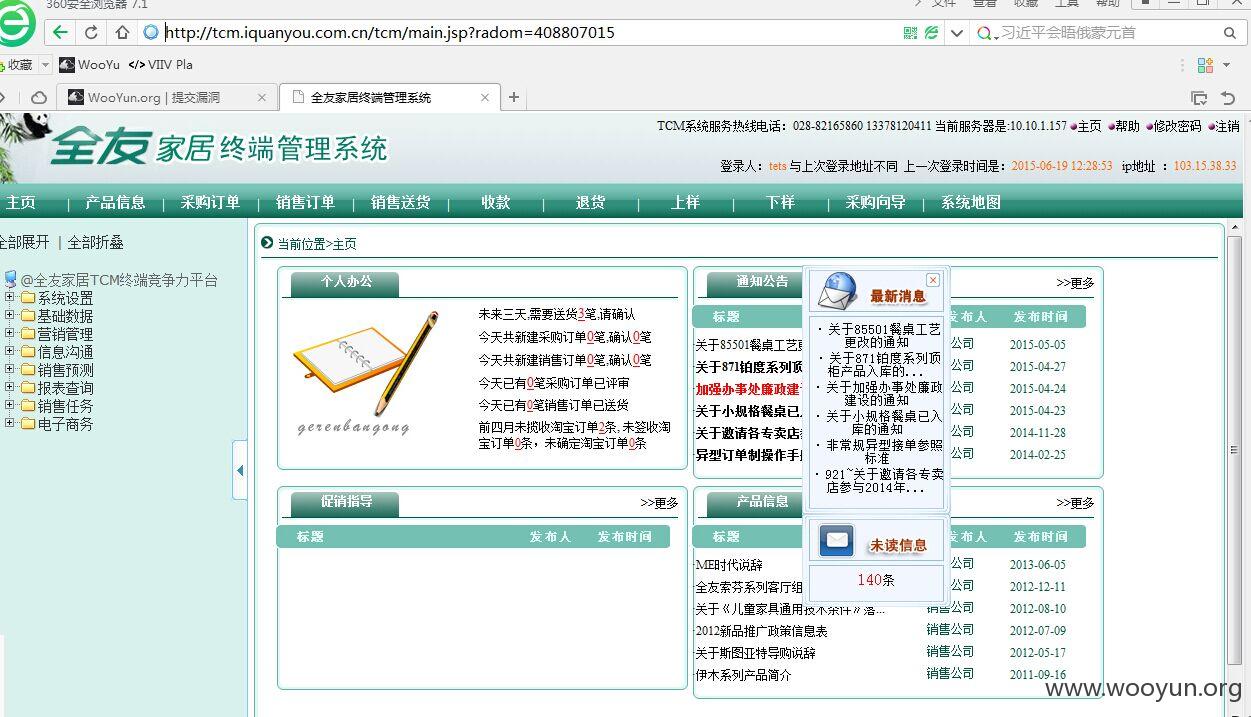 360安全浏览器 7.1 文件 查看 收藏 工具 帮助
http://tcm.iquanyou.com.cn/tcm/main.jsp?radom=408807015 习近平会晤俄蒙元首
收藏 WooYu </> VIIV Pla
WooYun.org | 提交漏洞 全友家居终端管理系统
全友家居终端管理系统
TCM系统服务热线电话：028-82165860 13378120411 当前服务器是:10.10.1.157 主页 帮助 修改密码 注销
登录人：tets 与上次登录地址不同 上一次登录时间是：2015-06-19 12:28:53 ip地址 ：103.15.38.33
主页 | 产品信息 | 采购订单 | 销售订单 | 销售送货 | 收款 | 退货 | 上样 | 下样 | 采购向导 | 系统地图
全部展开 | 全部折叠
@全友家居TCM终端竞争力平台
系统设置
基础数据
营销管理
信息沟通
销售预测
报表查询
销售任务
电子商务
当前位置>主页
个人办公
未来三天,需要送货3笔,请确认
今天共新建采购订单0笔,确认0笔
今天共新建销售订单0笔,确认0笔
今天已有0笔采购订单已评审
今天已有0笔销售订单已送货
前四月未揽收淘宝订单2条, 未签收淘
宝订单0条，未确定淘宝订单0条
gerenbangong
通知公告 >>更多
标题 发布人 发布时间
关于85501餐桌工艺 公司 2015-05-05
关于871铂度系列顶 公司 2015-04-27
加强办事处廉政建 公司 2015-04-24
关于小规格餐桌已 公司 2015-04-23
关于邀请各专卖店 公司 2014-11-28
异型订单制操作手 公司 2014-02-25
最新消息
· 关于85501餐桌工艺
更改的通知
· 关于871铂度系列顶
柜产品入库的...
· 关于加强办事处廉政
建设的通知
· 关于小规格餐桌已入
库的通知
· 非常规异型接单参照
标准
· 921~关于邀请各专卖
店参与2014年...
未读信息
140条
促销指导 >>更多
标题 发布人 发布时间
产品信息 >>更多
标题 发布人 发布时间
ME时代说辞 公司 2013-06-05
全友索芬系列客厅组 公司 2012-12-11
关于《儿童家具通用技术条件》落... 销售公司 2012-08-10
2012新品推广政策信息表 销售公司 2012-07-09
关于斯图亚特导购说辞 销售公司 2012-05-17
伊木系列产品简介 销售公司 2011-09-16
www.wooyun.org